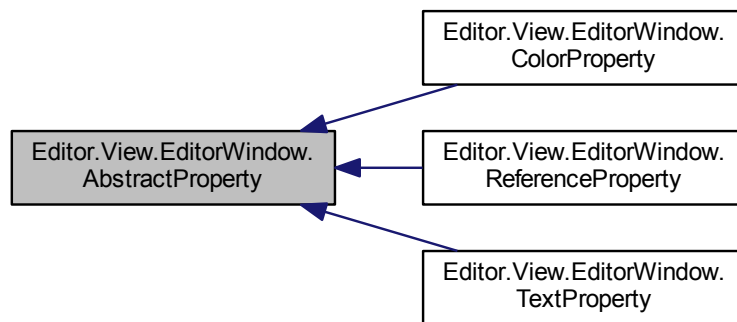 Editor.View.EditorWindow.
ColorProperty
Editor.View.EditorWindow.
AbstractProperty
Editor.View.EditorWindow.
ReferenceProperty
Editor.View.EditorWindow.
TextProperty